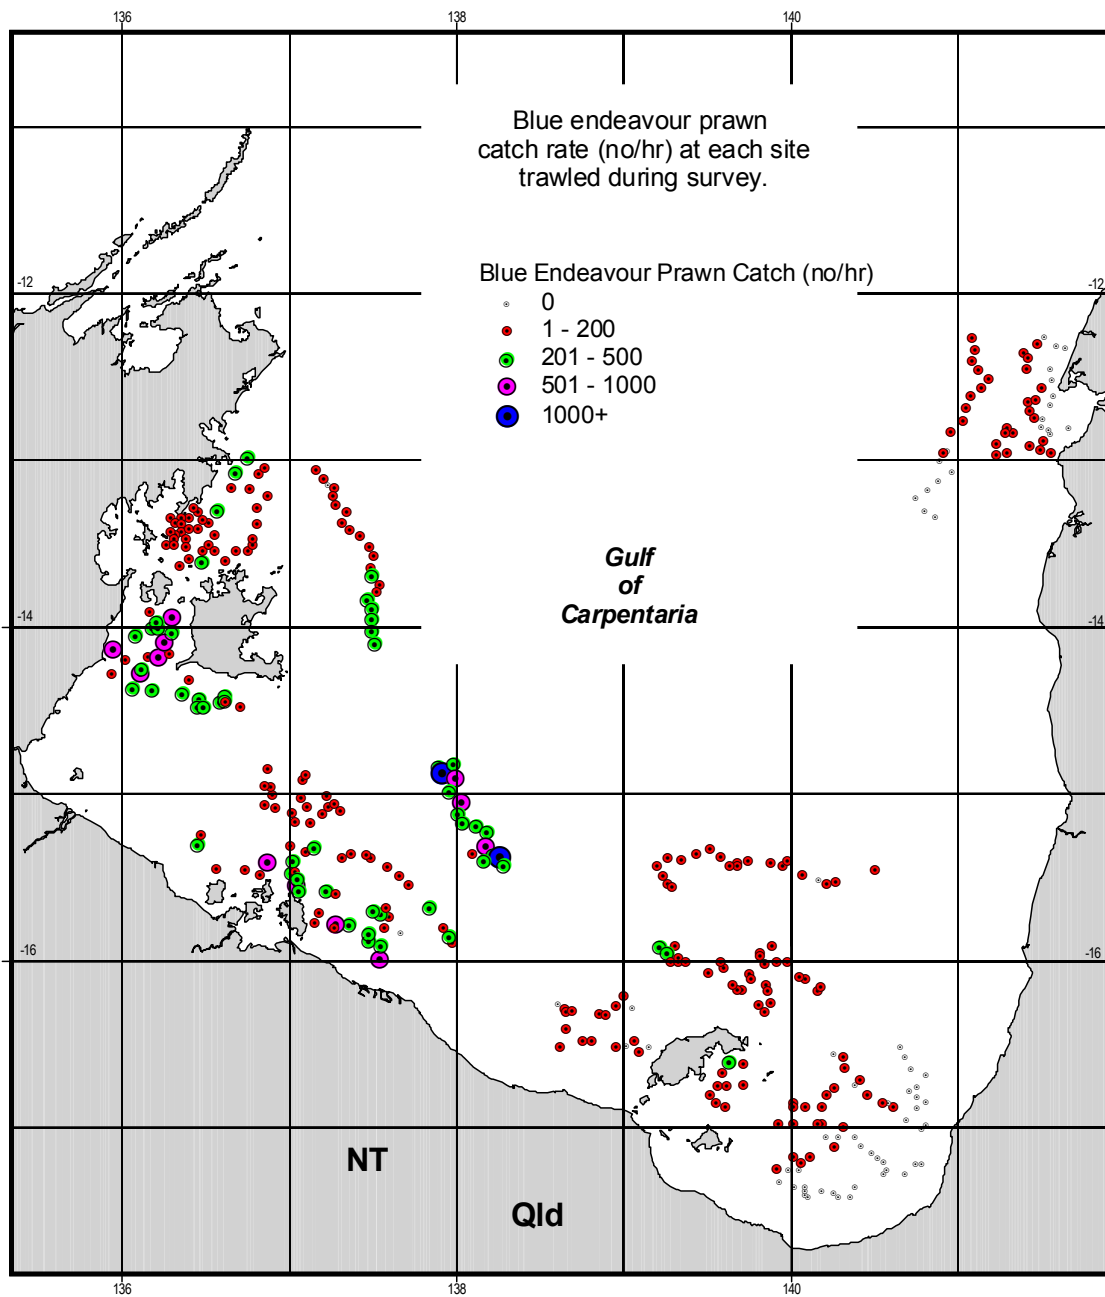 136
138
140
Blue endeavour prawn
catch rate (no/hr) at each site
trawled during survey.
-12
-12
Blue Endeavour Prawn Catch (no/hr)
0
1 - 200
201 - 500
501 - 1000
1000+
Gulf
of
Carpentaria
-14
-14
-16
-16
NT
Qld
136
138
140